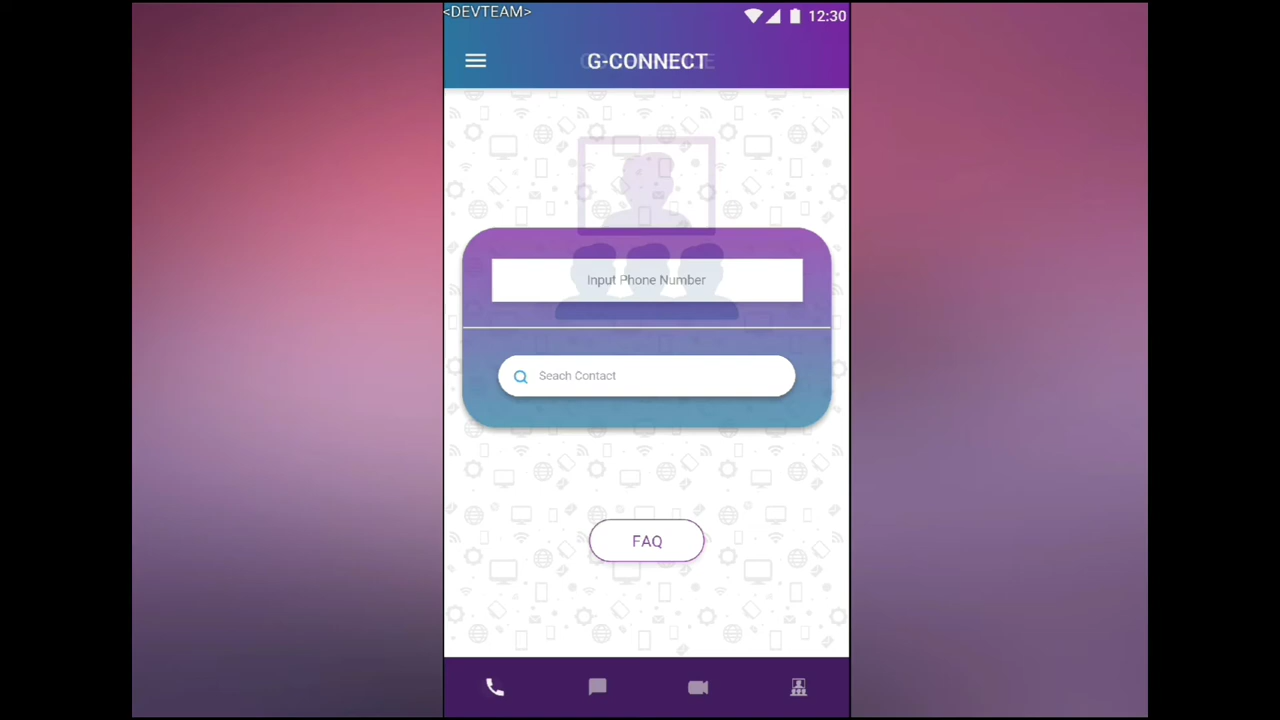 <DEVTEAM>
12:30
G-CONNECT
Input Phone Number
Seach Contact
FAQ